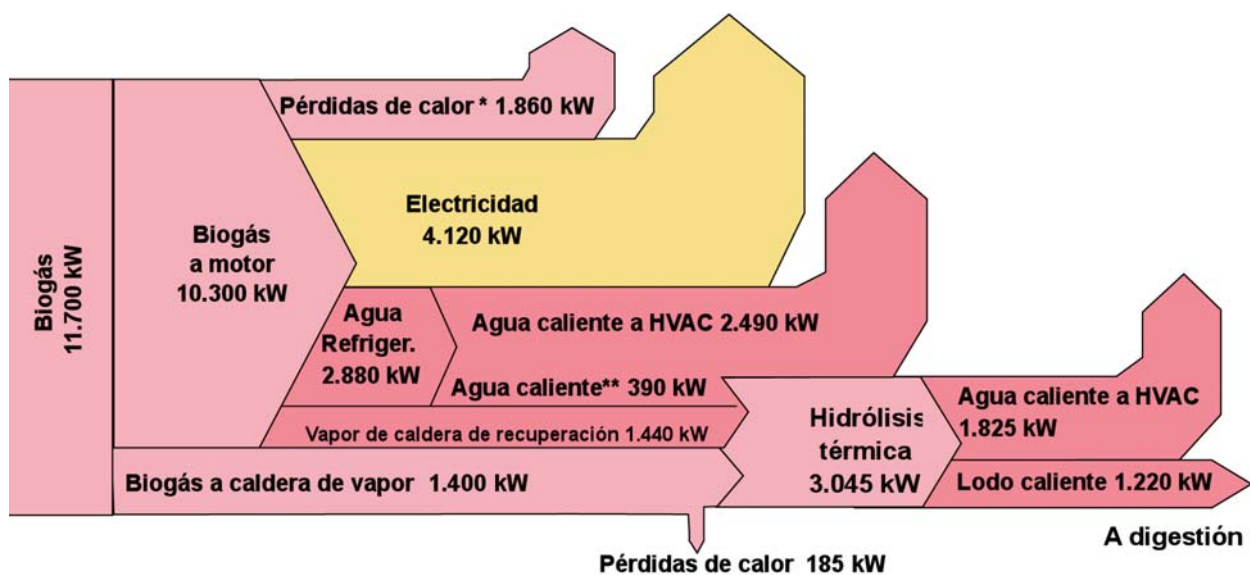 Pérdidas de calor * 1.860 kW
Electricidad
4.120 kW
Biogás
11.700 kW
Biogás
a motor
10.300 kW
Agua
Refriger.
2.880 kW
Agua caliente a HVAC 2.490 kW
Agua caliente** 390 kW
Vapor de caldera de recuperación 1.440 kW
Biogás a caldera de vapor 1.400 kW
Hidrólisis
térmica
3.045 kW
Agua caliente a HVAC
1.825 kW
Lodo caliente 1.220 kW
A digestión
Pérdidas de calor 185 kW